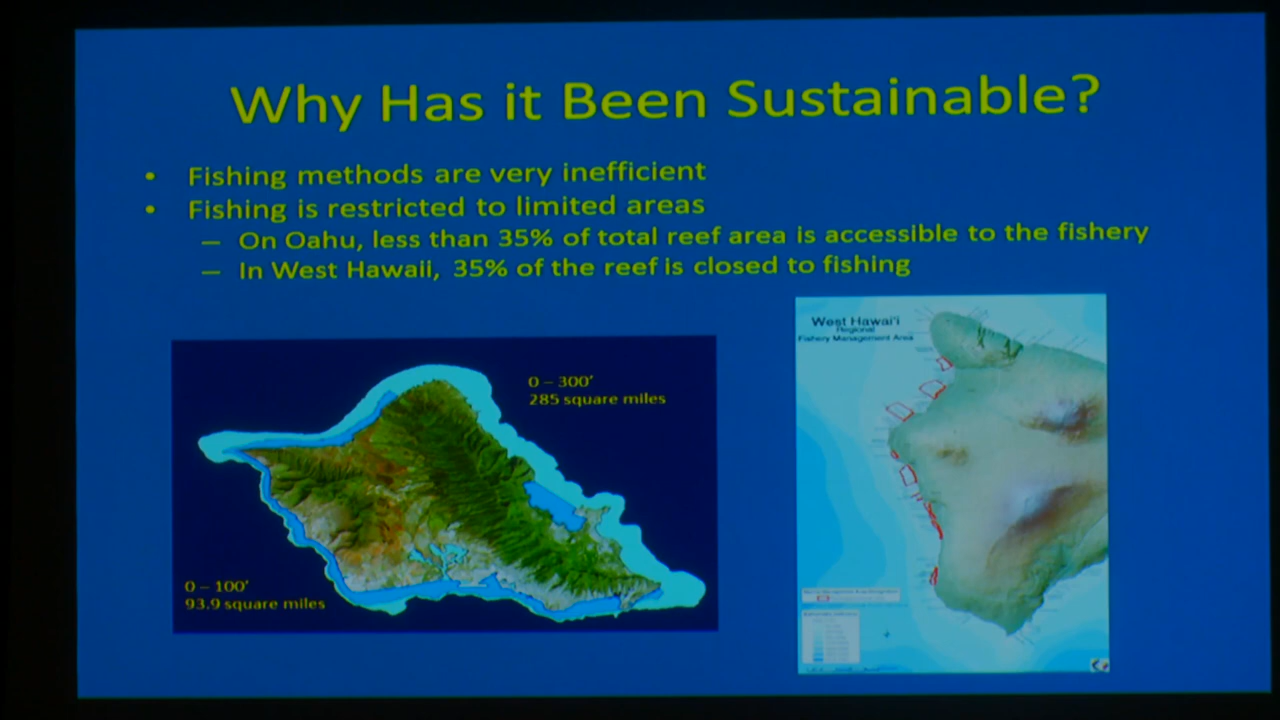 Why Has it Been Sustainable?
• Fishing methods are very inefficient
• Fishing is restricted to limited areas
– On Oahu, less than 35% of total reef area is accessible to the fishery
– In West Hawaii, 35% of the reef is closed to fishing
0 – 300'
285 square miles
0 – 100'
93.9 square miles
West Hawai'i
Regional
Fishery Management Area